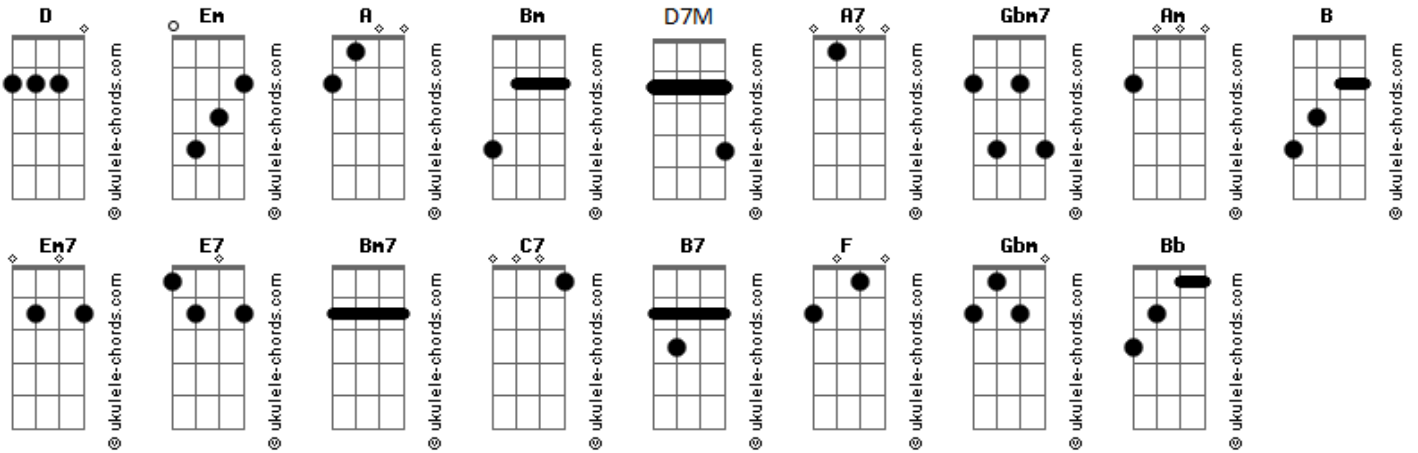 D Em A Bm D7M A7 Gbm7 Am B
© ukulele-chords.com © ukulele-chords.com © ukulele-chords.com © ukulele-chords.com © ukulele-chords.com © ukulele-chords.com © ukulele-chords.com © ukulele-chords.com © ukulele-chords.com
Em7 E7 Bm7 C7 B7 F Gbm Bb
© ukulele-chords.com © ukulele-chords.com © ukulele-chords.com © ukulele-chords.com © ukulele-chords.com © ukulele-chords.com © ukulele-chords.com © ukulele-chords.com